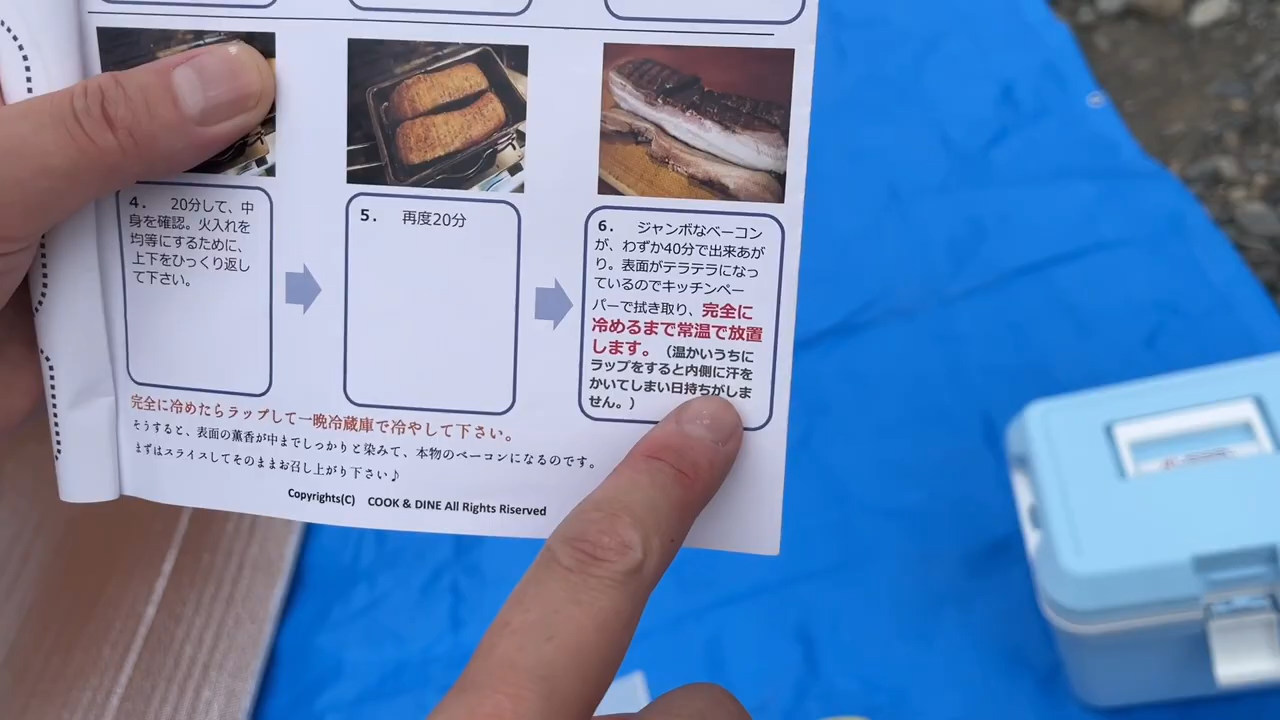 4. 20分して、中
身を確認。火入れを
均等にするために、
上下をひっくり返し
て下さい。
5. 再度20分
6. ジャンボなベーコン
が、わずか40分で出来あが
り。表面がテラテラになっ
ているのでキッチンペー
パーで拭き取り、完全に
冷めるまで常温で放置
します。（温かいうちに
ラップをすると内側に汗を
かいてしまい日持ちがしま
せん。）
完全に冷めたらラップして一晩冷蔵庫で冷やして下さい。
そうすると、表面の薫香が中までしっかりと染みて、本物のベーコンになるのです。
まずはスライスしてそのままお召し上がり下さい♪
Copyrights(C) COOK & DINE All Rights Riserved